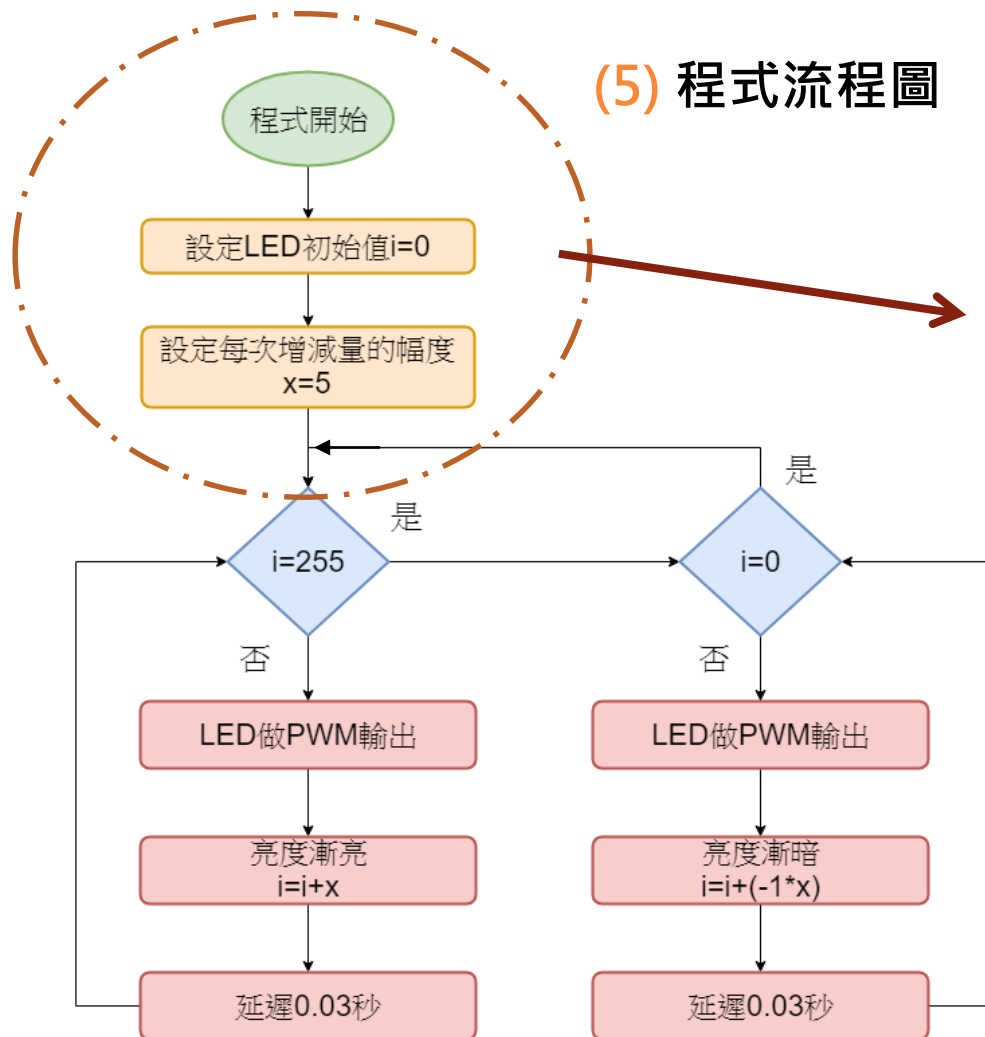 (5) 程式流程圖
程式開始
設定LED初始值i=0
設定每次增減量的幅度
x=5
是
是
i=255
i=0
否
否
LED做PWM輸出
LED做PWM輸出
亮度漸亮
i=i+x
亮度漸暗
i=i+(-1*x)
延遲0.03秒
延遲0.03秒